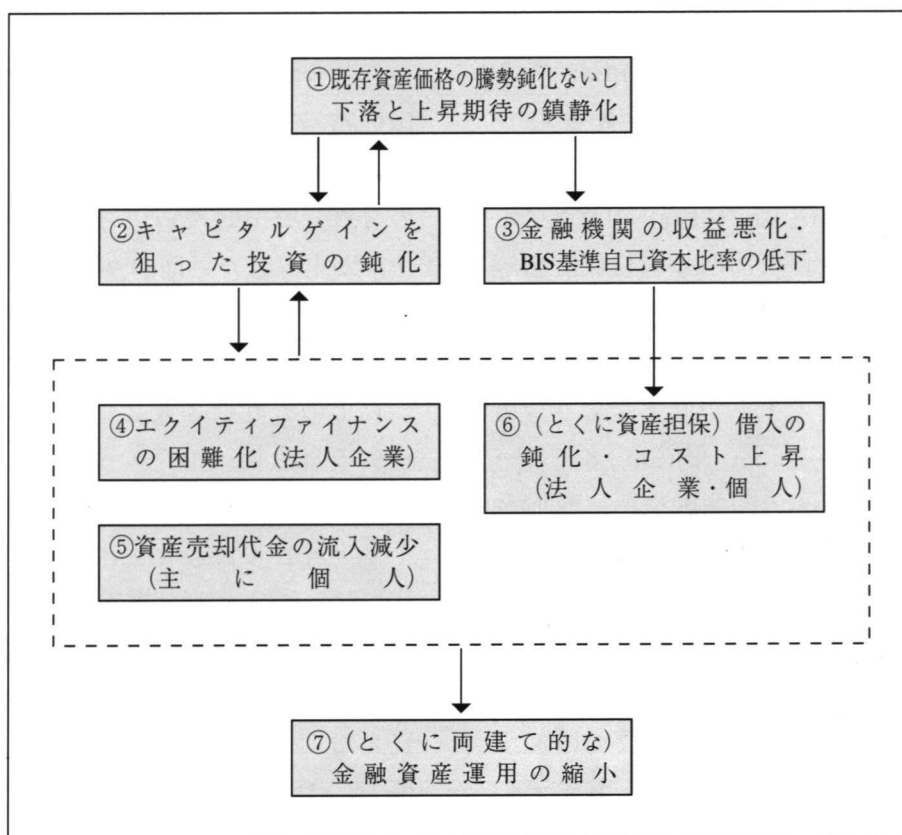 ①既存資産価格の騰勢鈍化ないし
下落と上昇期待の鎮静化
②キャピタルゲインを
狙った投資の鈍化
③金融機関の収益悪化・
BIS基準自己資本比率の低下
④エクイティファイナンス
の困難化(法人企業)
⑤資産売却代金の流入減少
(主に個人)
⑥(とくに資産担保)借入の
鈍化・コスト上昇
(法人企業・個人)
⑦(とくに両建て的な)
金融資産運用の縮小